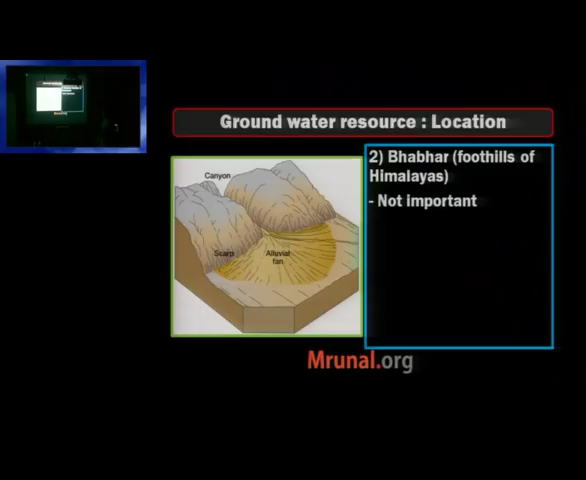 Ground water resource : Location
2) Bhabhar (foothills of
Himalayas)
- Not important
Canyon
Scarp
Alluvial
fan
Mrunal.org